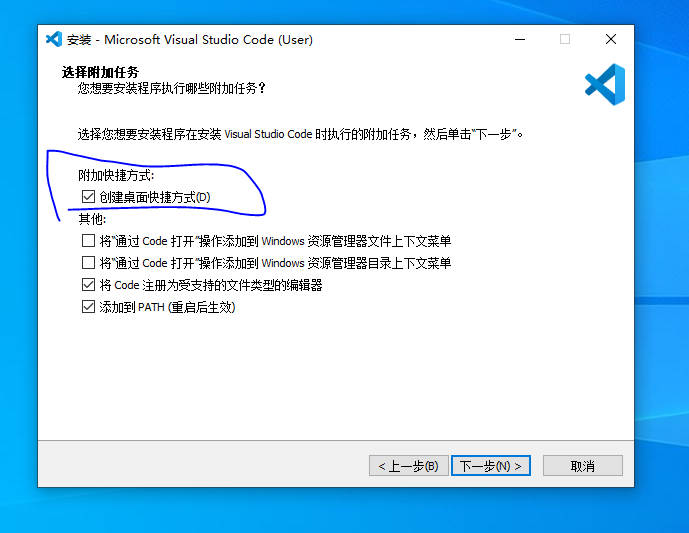 安装 - Microsoft Visual Studio Code (User)
选择附加任务
您想要安装程序执行哪些附加任务？
选择您想要安装程序在安装 Visual Studio Code 时执行的附加任务，然后单击“下一步”。
附加快捷方式:
创建桌面快捷方式(D)
其他:
将“通过 Code 打开”操作添加到 Windows 资源管理器文件上下文菜单
将“通过 Code 打开”操作添加到 Windows 资源管理器目录上下文菜单
将 Code 注册为受支持的文件类型的编辑器
添加到 PATH (重启后生效)
< 上一步(B) 下一步(N) > 取消